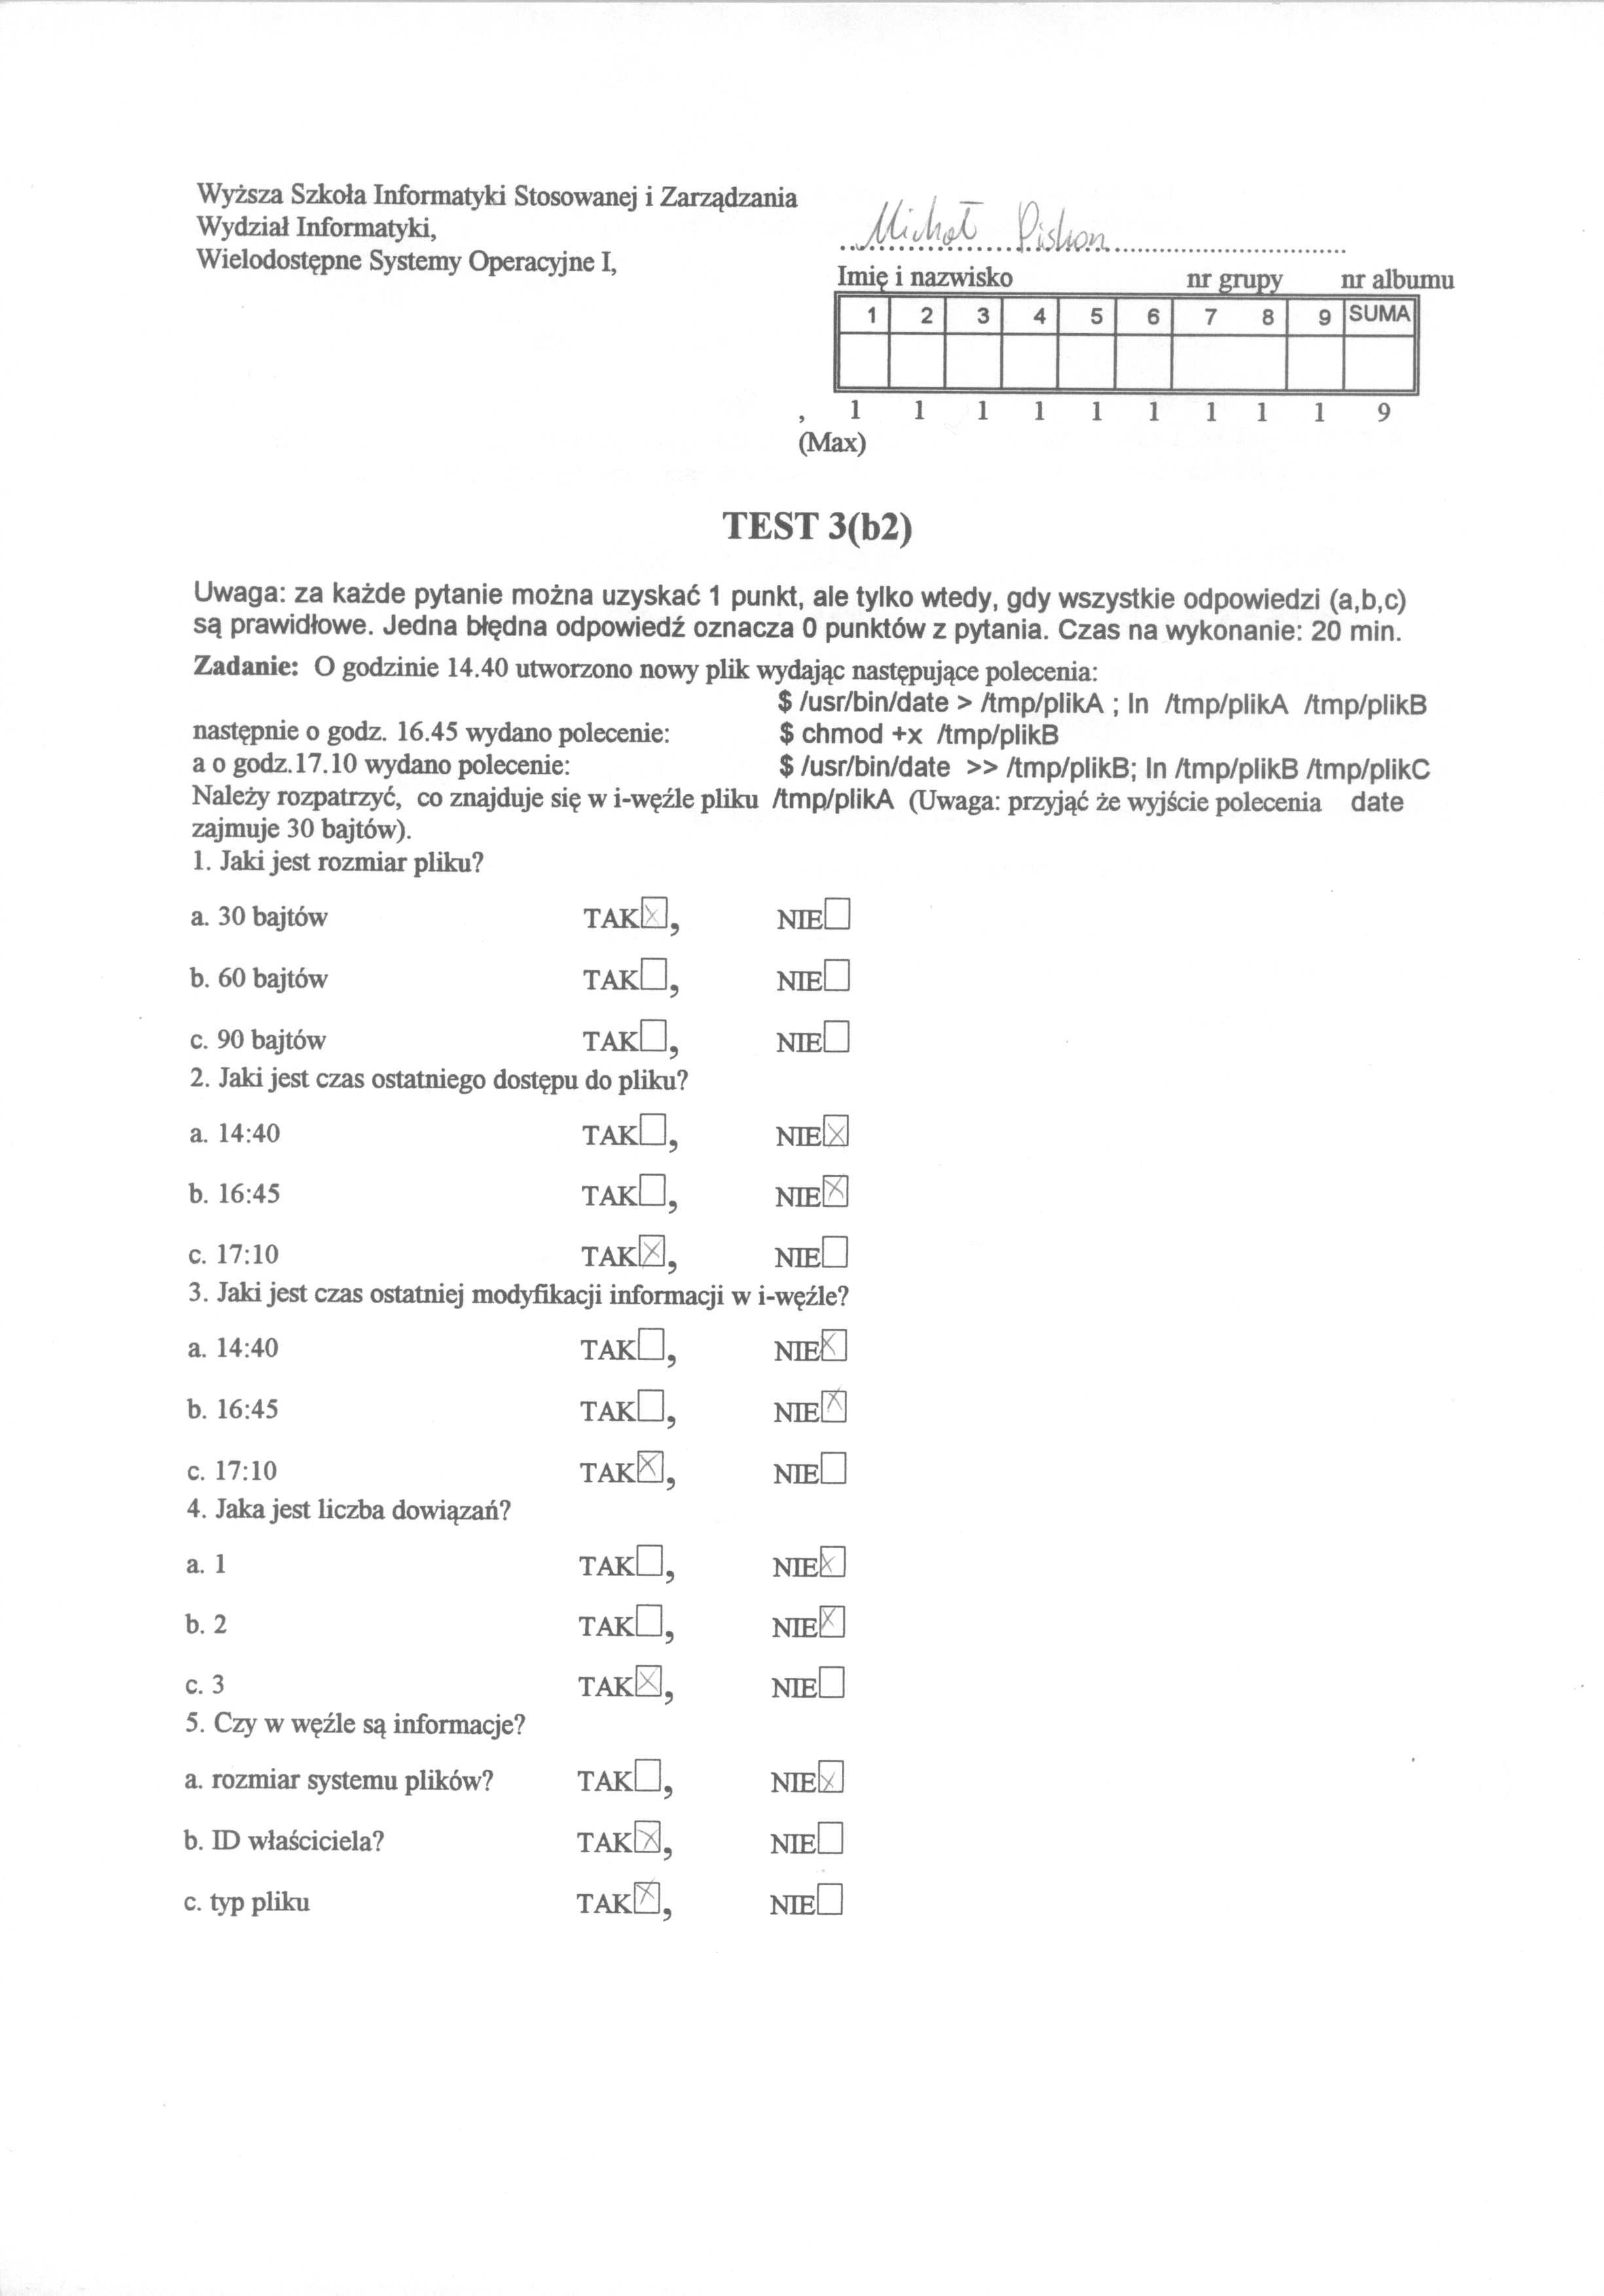 Wyższa Szkoła Informatyki Stosowanej i Zarządzania
Wydział Informatyki,
Wielodostępne Systemy Operacyjne I,
Michał
Imię i nazwisko nr grupy nr albumu
1 2 3 4 5 6 7 8 9 SUMA
, 1 1 1 1 1 1 1 1 1 9
(Max)
TEST 3(b2)
Uwaga: za każde pytanie można uzyskać 1 punkt, ale tylko wtedy, gdy wszystkie odpowiedzi (a,b,c)
są prawidłowe. Jedna błędna odpowiedź oznacza 0 punktów z pytania. Czas na wykonanie: 20 min.
Zadanie: O godzinie 14.40 utworzono nowy plik wydając następujące polecenia:
$ /usr/bin/date > /tmp/plikA ; ln /tmp/plikA /tmp/plikB
następnie o godz. 16.45 wydano polecenie: $ chmod +x /tmp/plikB
a o godz.17.10 wydano polecenie: $ /usr/bin/date >> /tmp/plikB; ln /tmp/plikB /tmp/plikC
Należy rozpatrzyć, co znajduje się w i-węźle pliku /tmp/plikA (Uwaga: przyjąć że wyjście polecenia date
zajmuje 30 bajtów).
1. Jaki jest rozmiar pliku?
a. 30 bajtów TAK☒, NIE☐
b. 60 bajtów TAK☐, NIE☐
c. 90 bajtów TAK☐, NIE☐
2. Jaki jest czas ostatniego dostępu do pliku?
a. 14:40 TAK☐, NIE☒
b. 16:45 TAK☐, NIE☒
c. 17:10 TAK☒, NIE☐
3. Jaki jest czas ostatniej modyfikacji informacji w i-węźle?
a. 14:40 TAK☐, NIE☒
b. 16:45 TAK☐, NIE☒
c. 17:10 TAK☒, NIE☐
4. Jaka jest liczba dowiązań?
a. 1 TAK☐, NIE☒
b. 2 TAK☐, NIE☒
c. 3 TAK☒, NIE☐
5. Czy w węźle są informacje?
a. rozmiar systemu plików? TAK☐, NIE☒
b. ID właściciela? TAK☒, NIE☐
c. typ pliku TAK☒, NIE☐